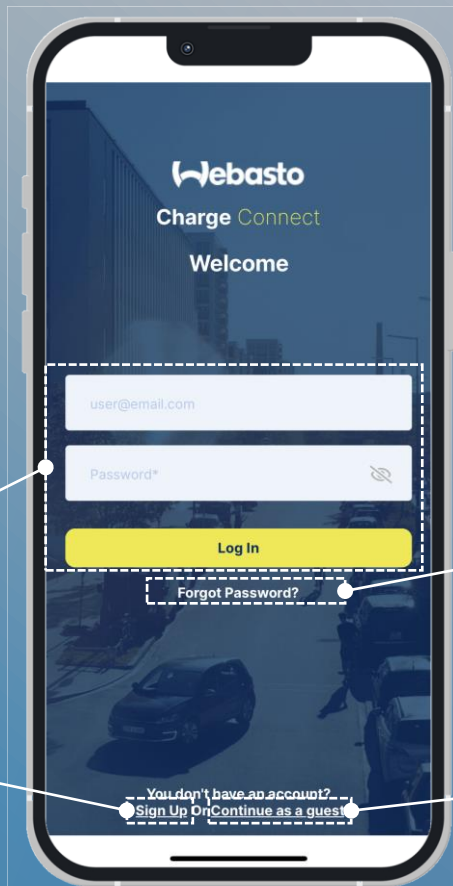 Webasto
Charge Connect
Welcome
user@email.com
Password*
Log In
Forgot Password?
You don't have an account?
Sign Up Or Continue as a guest